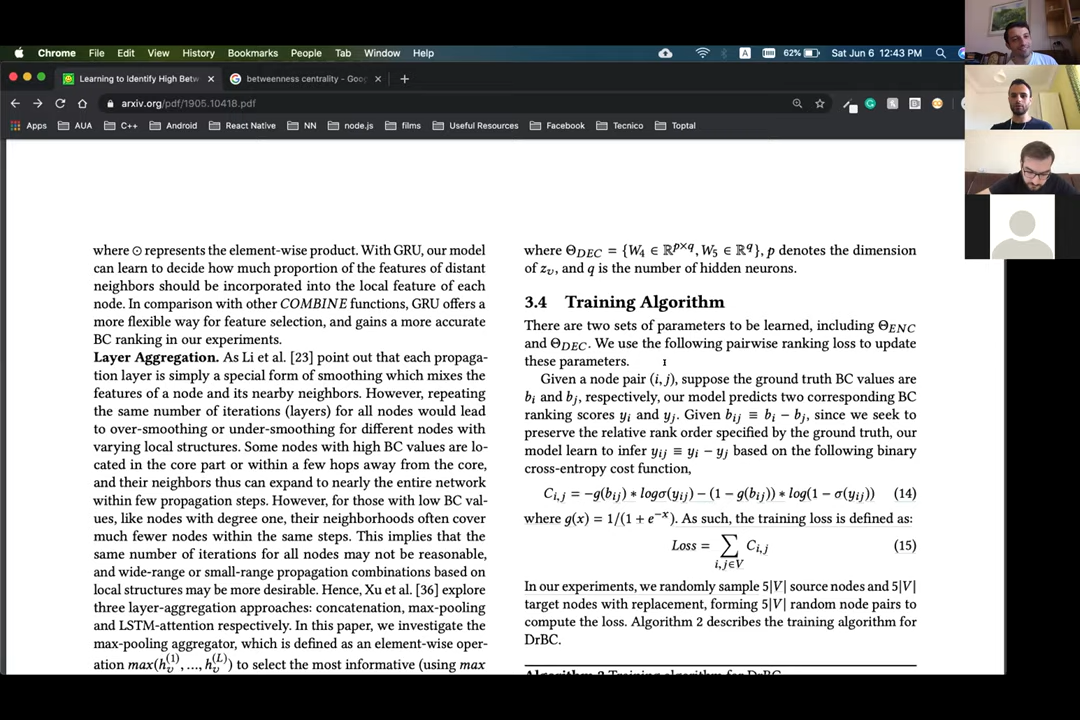 Chrome File Edit View History Bookmarks People Tab Window Help A 62% Sat Jun 6 12:43 PM
Learning to Identify High Betw × betweenness centrality - Goo × +
arxiv.org/pdf/1905.10418.pdf
Apps AUA C++ Android React Native NN node.js films Useful Resources Facebook Tecnico Toptal
where ⊙ represents the element-wise product. With GRU, our model
can learn to decide how much proportion of the features of distant
neighbors should be incorporated into the local feature of each
node. In comparison with other COMBINE functions, GRU offers a
more flexible way for feature selection, and gains a more accurate
BC ranking in our experiments.
Layer Aggregation. As Li et al. [23] point out that each propaga-
tion layer is simply a special form of smoothing which mixes the
features of a node and its nearby neighbors. However, repeating
the same number of iterations (layers) for all nodes would lead
to over-smoothing or under-smoothing for different nodes with
varying local structures. Some nodes with high BC values are lo-
cated in the core part or within a few hops away from the core,
and their neighbors thus can expand to nearly the entire network
within few propagation steps. However, for those with low BC val-
ues, like nodes with degree one, their neighborhoods often cover
much fewer nodes within the same steps. This implies that the
same number of iterations for all nodes may not be reasonable,
and wide-range or small-range propagation combinations based on
local structures may be more desirable. Hence, Xu et al. [36] explore
three layer-aggregation approaches: concatenation, max-pooling
and LSTM-attention respectively. In this paper, we investigate the
max-pooling aggregator, which is defined as an element-wise oper-
ation max(h_v^(1), ..., h_v^(L)) to select the most informative (using max
where Θ_DEC = {W_4 ∈ ℝ^{p×q}, W_5 ∈ ℝ^q}, p denotes the dimension
of z_v, and q is the number of hidden neurons.
3.4 Training Algorithm
There are two sets of parameters to be learned, including Θ_ENC
and Θ_DEC. We use the following pairwise ranking loss to update
these parameters.
Given a node pair (i, j), suppose the ground truth BC values are
b_i and b_j, respectively, our model predicts two corresponding BC
ranking scores y_i and y_j. Given b_ij ≡ b_i − b_j, since we seek to
preserve the relative rank order specified by the ground truth, our
model learn to infer y_ij ≡ y_i − y_j based on the following binary
cross-entropy cost function,
C_i,j = −g(b_ij) ∗ logσ(y_ij) − (1 − g(b_ij)) ∗ log(1 − σ(y_ij)) (14)
where g(x) = 1/(1 + e^{−x}). As such, the training loss is defined as:
Loss = ∑_{i,j∈V} C_i,j (15)
In our experiments, we randomly sample 5|V| source nodes and 5|V|
target nodes with replacement, forming 5|V| random node pairs to
compute the loss. Algorithm 2 describes the training algorithm for
DrBC.
Algorithm 2 Training algorithm for DrBC